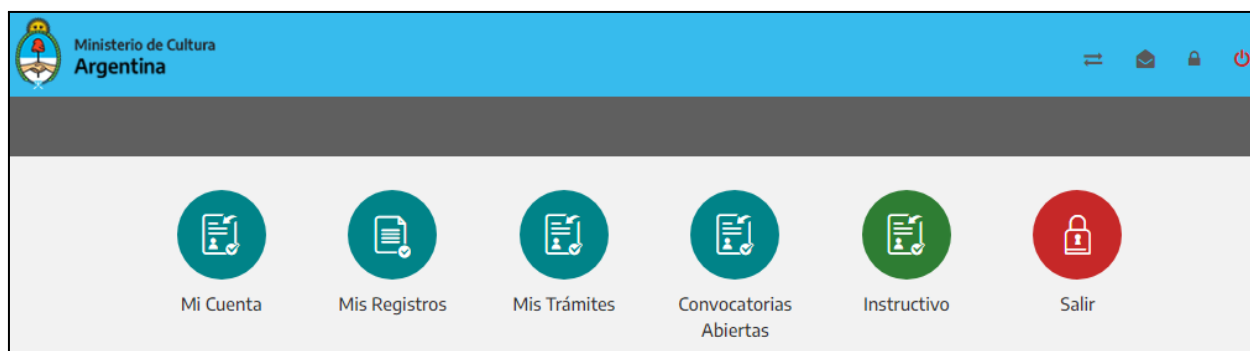 Ministerio de Cultura
Argentina
Mi Cuenta
Mis Registros
Mis Trámites
Convocatorias
Abiertas
Instructivo
Salir